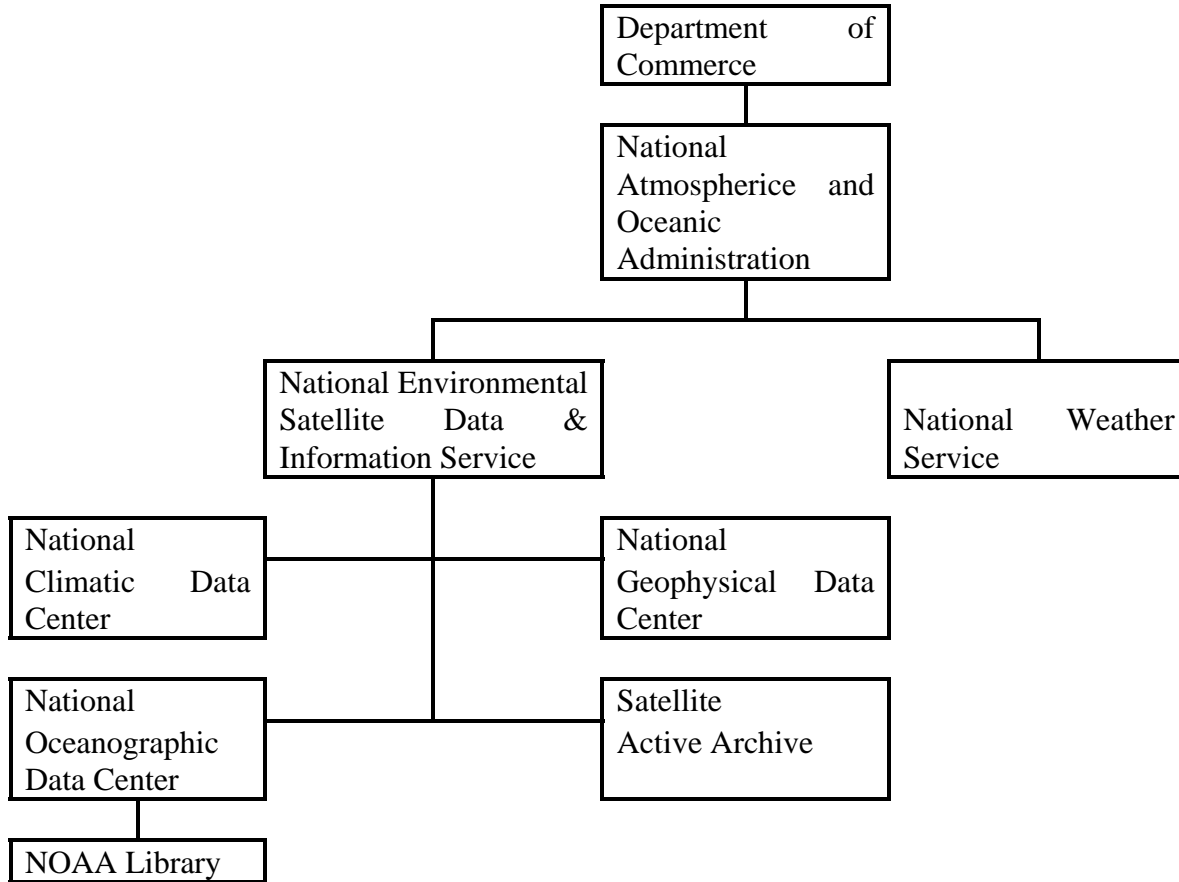 Department of
Commerce
National
Atmospherice and
Oceanic
Administration
National Environmental
Satellite Data &
Information Service
National Weather
Service
National
Climatic Data
Center
National
Geophysical Data
Center
National
Oceanographic
Data Center
Satellite
Active Archive
NOAA Library